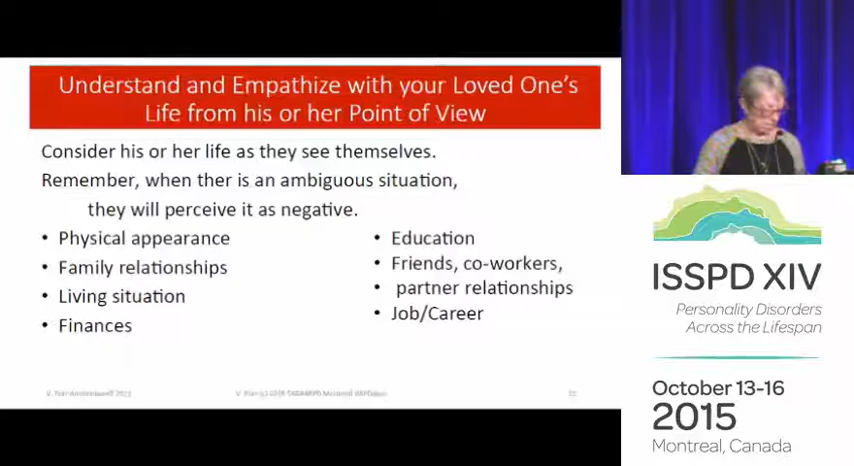 Understand and Empathize with your Loved One's
Life from his or her Point of View
Consider his or her life as they see themselves.
Remember, when ther is an ambiguous situation,
they will perceive it as negative.
• Physical appearance
• Family relationships
• Living situation
• Finances
• Education
• Friends, co-workers,
• partner relationships
• Job/Career
ISSPD XIV
Personality Disorders
Across the Lifespan
October 13-16
2015
Montreal, Canada